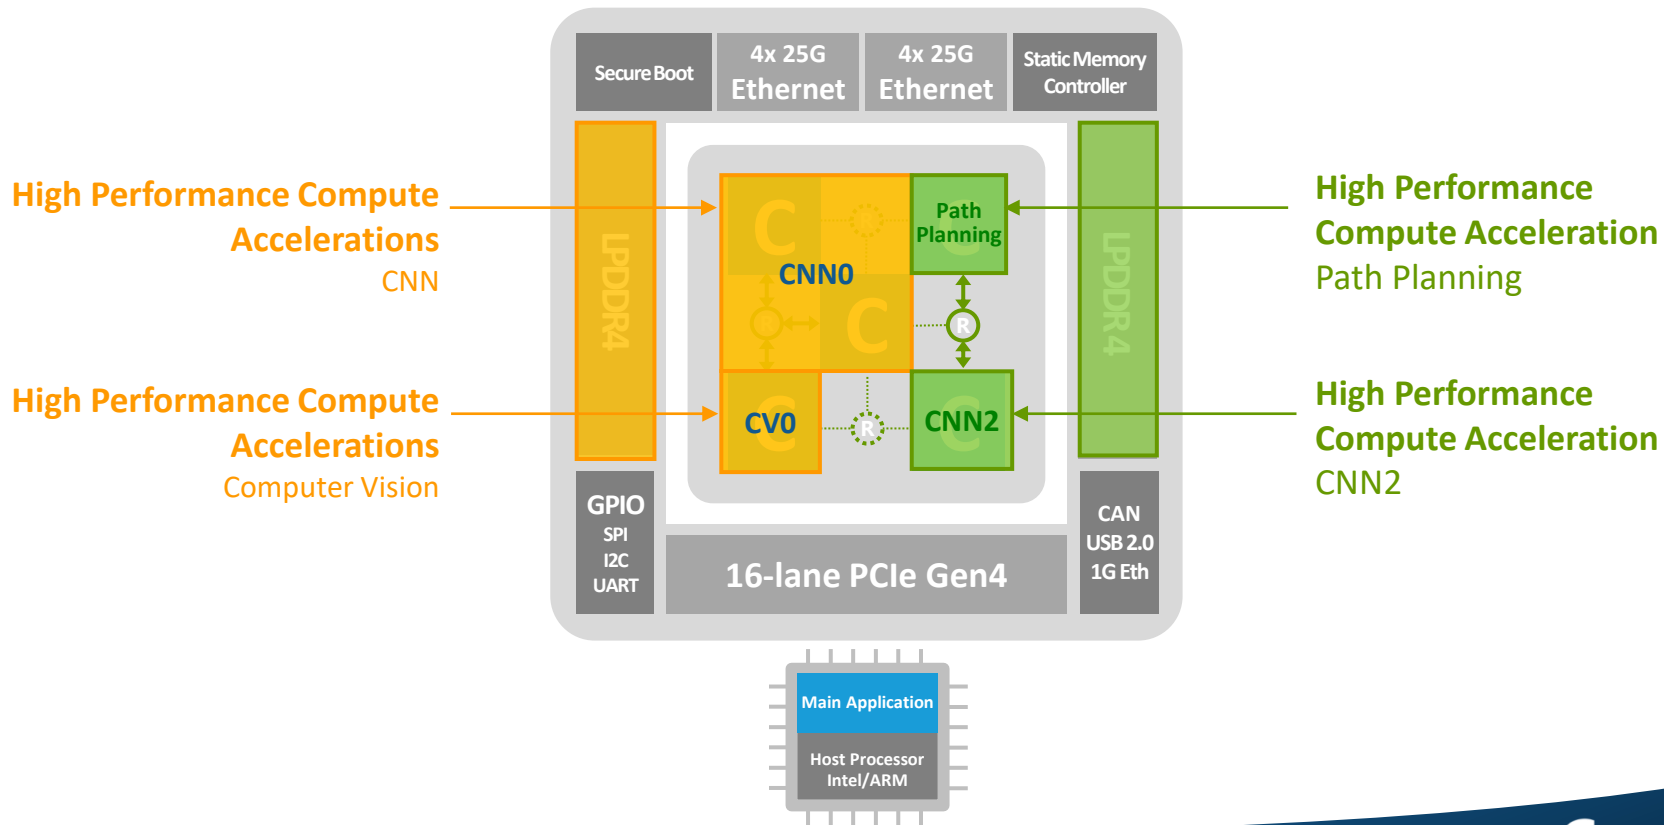 Secure Boot
4x 25G
Ethernet
4x 25G
Ethernet
Static Memory
Controller
High Performance Compute
Accelerations
CNN
High Performance Compute
Accelerations
Computer Vision
LPDDR4
C
R
CNN0
R
C
Path
Planning
C
R
CV0
C
R
CNN2
C
LPDDR4
High Performance
Compute Acceleration
Path Planning
High Performance
Compute Acceleration
CNN2
GPIO
SPI
I2C
UART
16-lane PCIe Gen4
CAN
USB 2.0
1G Eth
Main Application
Host Processor
Intel/ARM